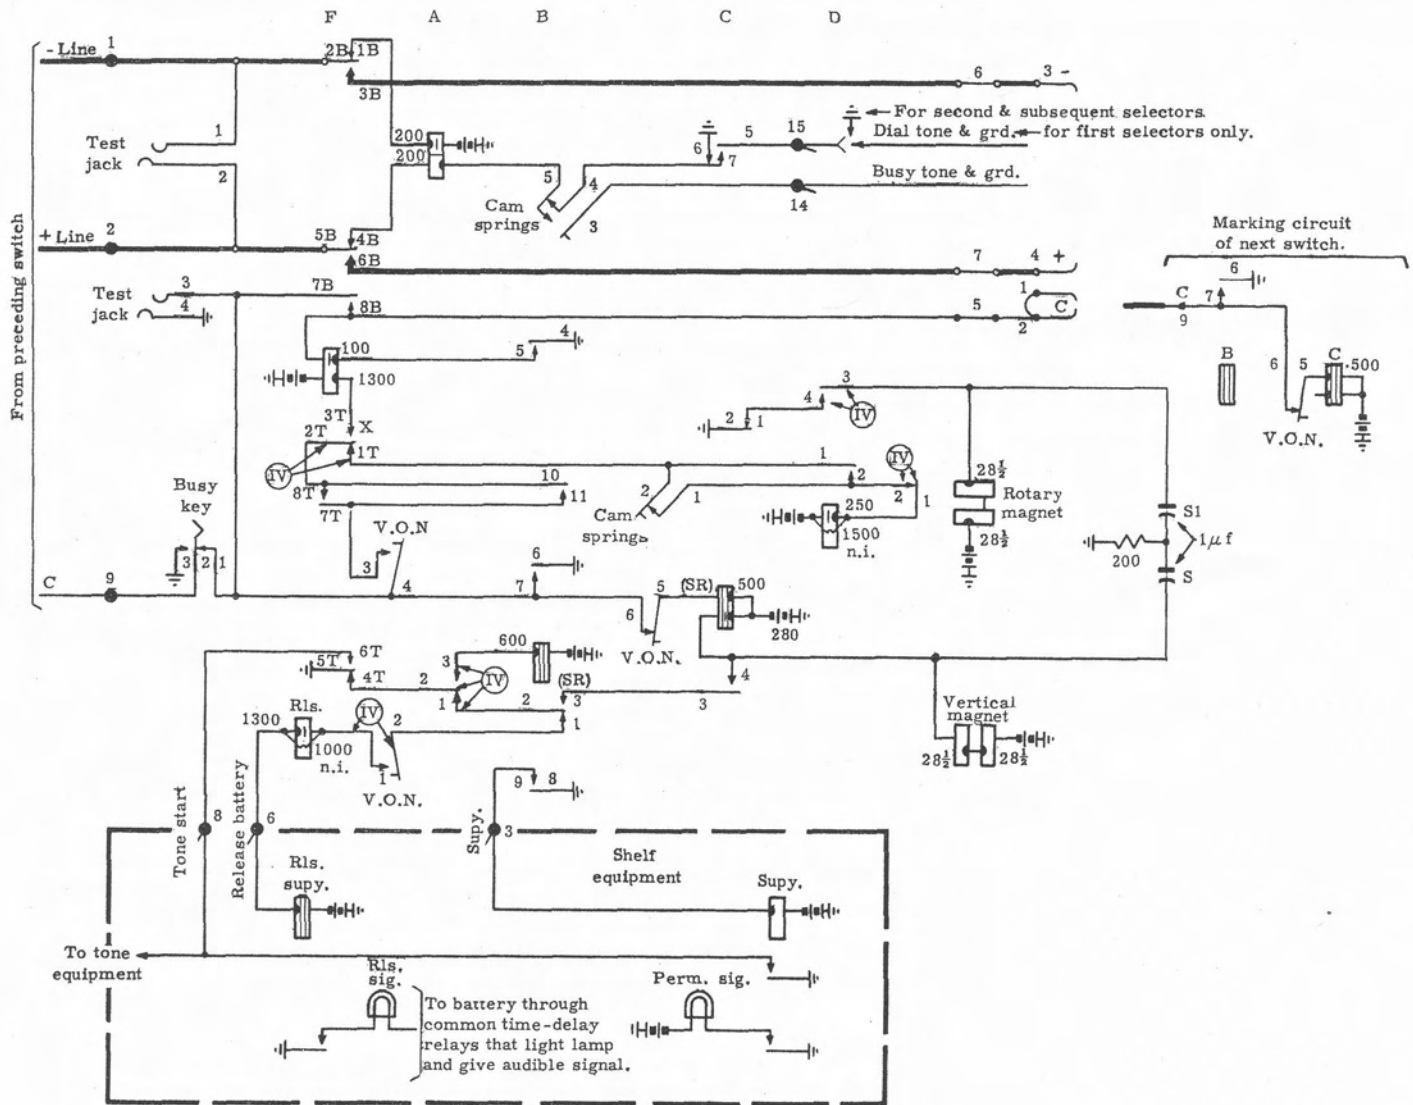 F A B C D
- Line 1
2B 1B
3B
6 3 -
For second & subsequent selectors.
Dial tone & grd. for first selectors only.
5 15
6 7
Test
jack
1
2
200
200
5 4
Cam
springs
3
Busy tone & grd.
14
+ Line 2
5B 4B
6B
7 4 +
Marking circuit
of next switch.
From preceeding switch
Test
jack
3
4
7B
8B
5
1
2
C
C
9
7
6
100
1300
5 4
B
6 5 C .500
V.O.N.
3T X
2T
1T
IV
8T
7T
10
11
2 1
4 3
IV
1
2
IV
2 1
2
1
Cam
springs
250
1500
n.i.
28½
Rotary
magnet
28½
S1
1μf
200
S
Busy
key
3 2 1
V.O.N
3
4
6
7
C 9
6 5 (SR) .500
V.O.N.
280
6T
5T
4T
2
3
IV
1
600
2
(SR)
3
1
3
4
Vertical
magnet
28½ 28½
1300
Rls.
1000
n.i.
IV
2
1
V.O.N.
9 8
Tone start
8
Release battery
6
Supy.
3
Shelf
equipment
Rls.
supy.
Supy.
To tone
equipment
Rls.
sig.
To battery through
common time-delay
relays that light lamp
and give audible signal.
Perm. sig.